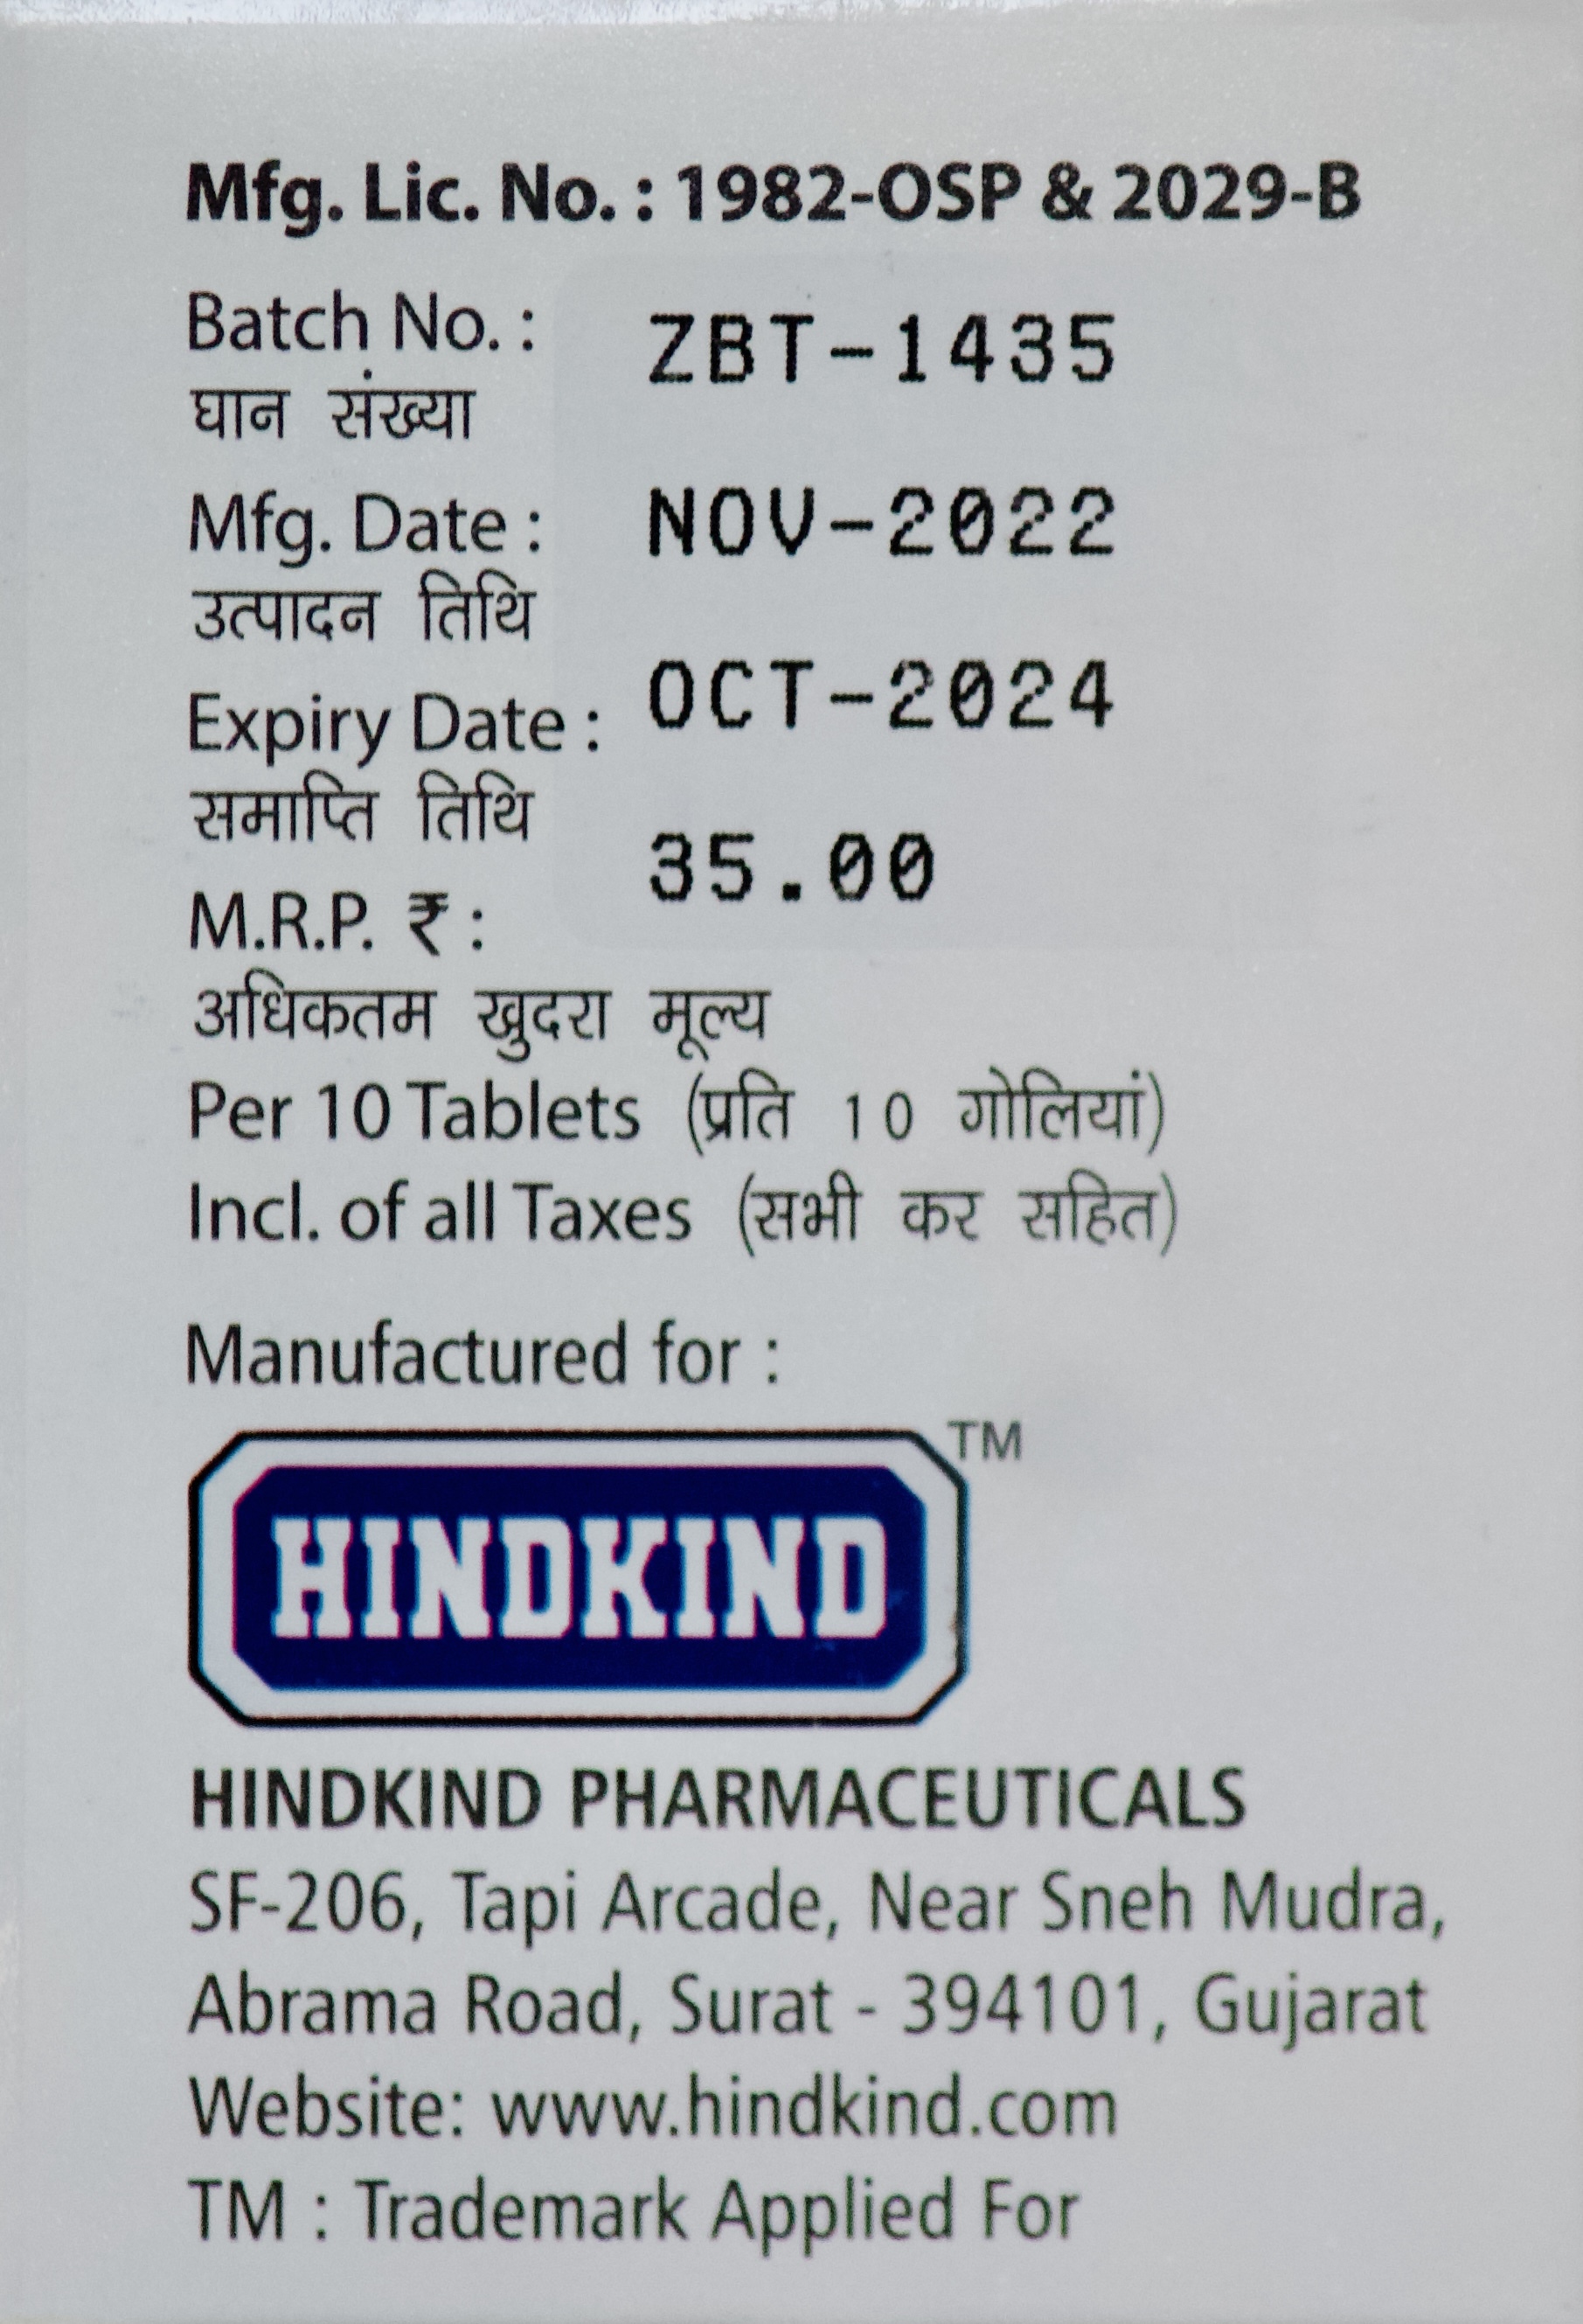 Mfg. Lic. No. : 1982-OSP & 2029-B
Batch No. : ZBT-1435
घान संख्या
Mfg. Date : NOV-2022
उत्पादन तिथि
Expiry Date : OCT-2024
समाप्ति तिथि
M.R.P. ₹ : 35.00
अधिकतम खुदरा मूल्य
Per 10 Tablets (प्रति 10 गोलियां)
Incl. of all Taxes (सभी कर सहित)
Manufactured for :
HINDKIND TM
HINDKIND PHARMACEUTICALS
SF-206, Tapi Arcade, Near Sneh Mudra,
Abrama Road, Surat - 394101, Gujarat
Website: www.hindkind.com
TM : Trademark Applied For